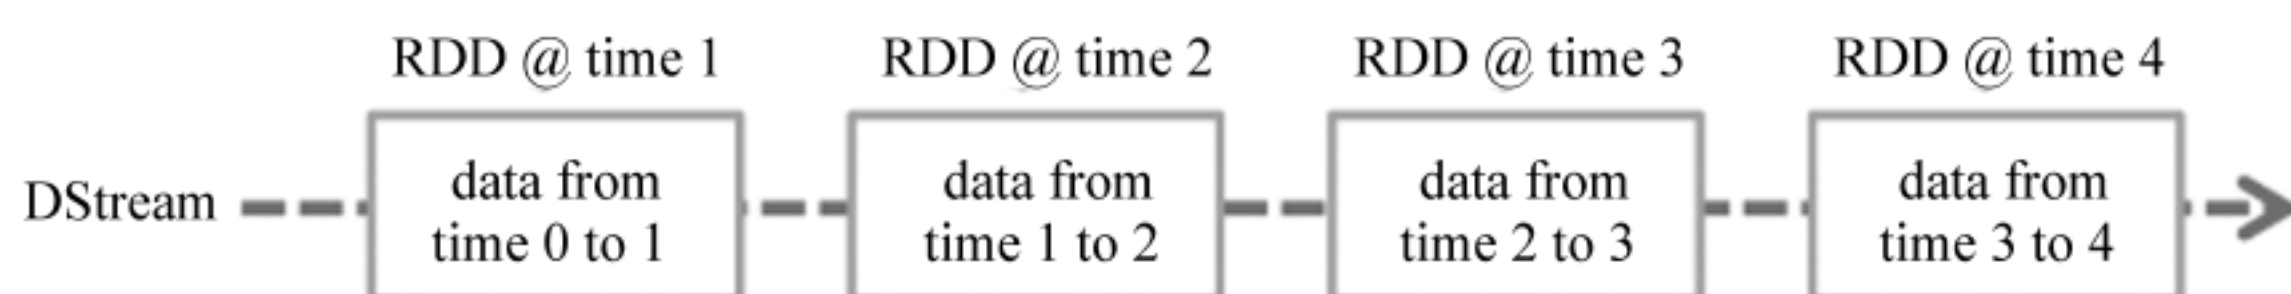 RDD @ time 1
RDD @ time 2
RDD @ time 3
RDD @ time 4
DStream
data from
time 0 to 1
data from
time 1 to 2
data from
time 2 to 3
data from
time 3 to 4